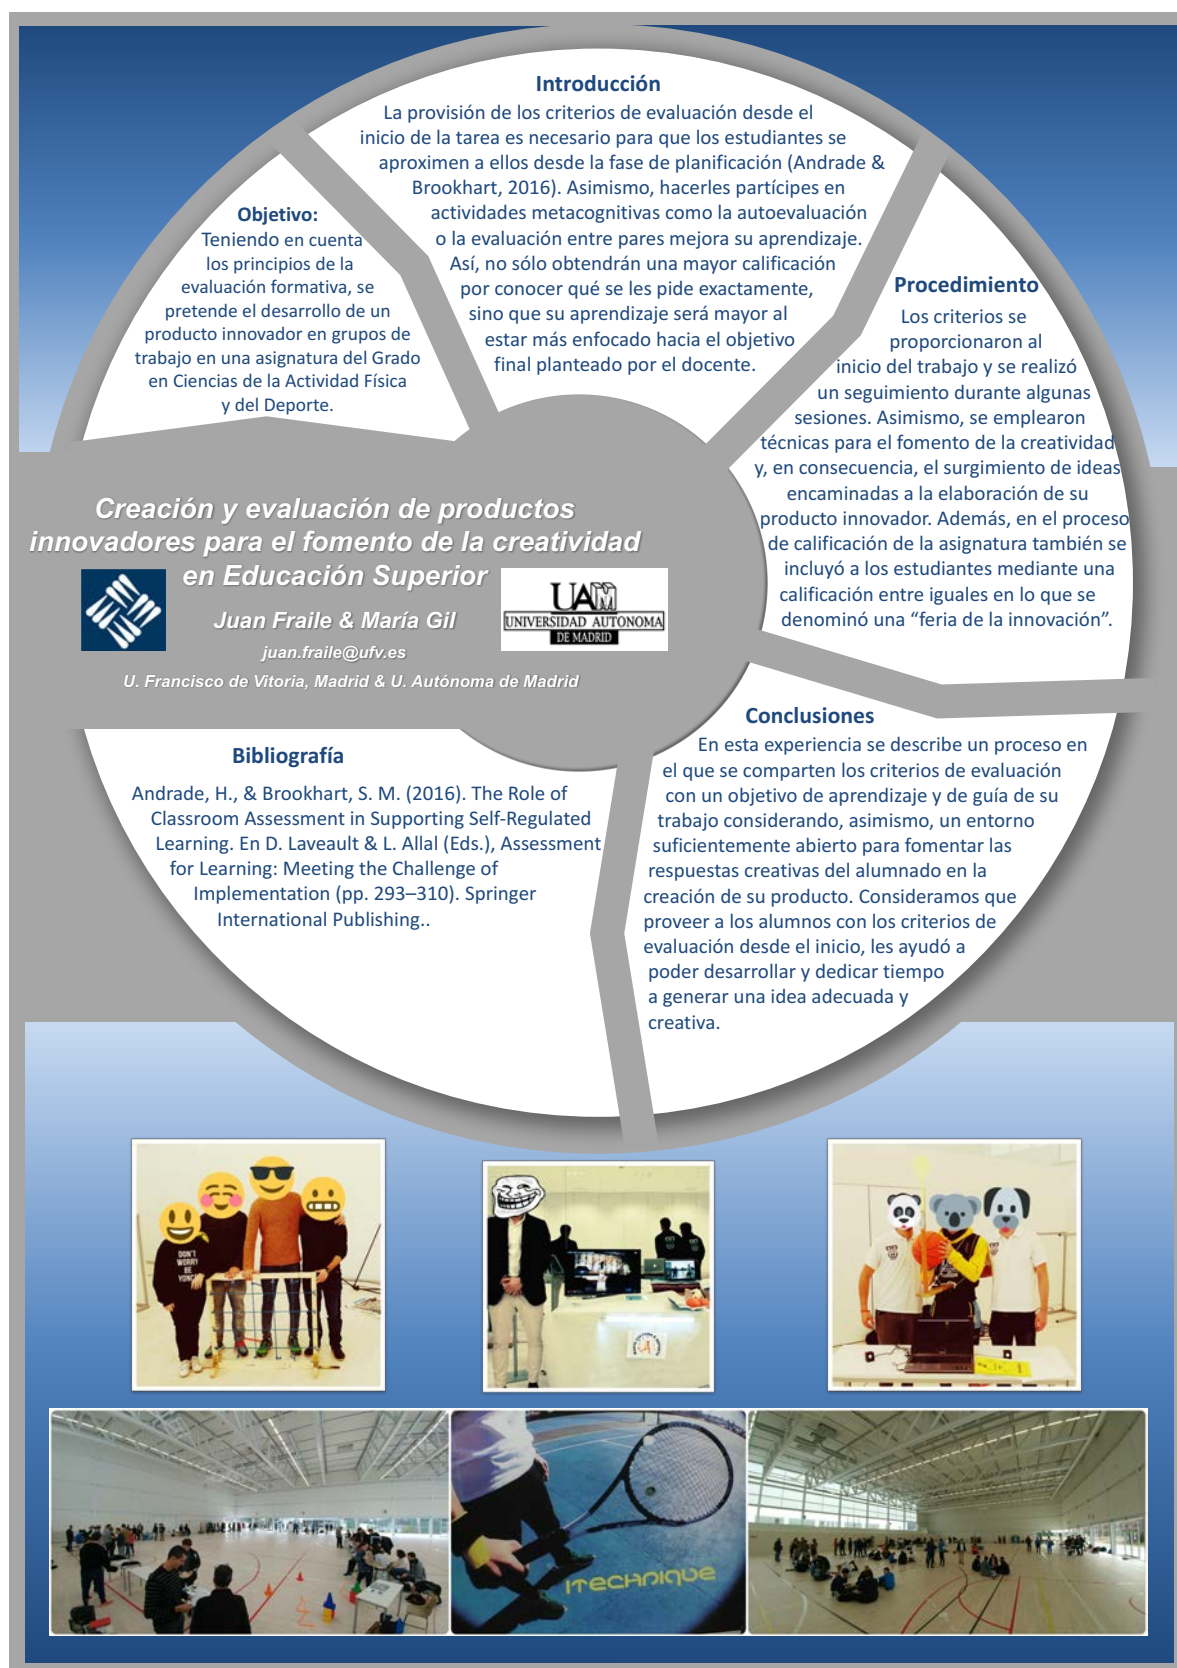 Introducción
La provisión de los criterios de evaluación desde el
inicio de la tarea es necesario para que los estudiantes se
aproximen a ellos desde la fase de planificación (Andrade &
Brookhart, 2016). Asimismo, hacerles partícipes en
actividades metacognitivas como la autoevaluación
o la evaluación entre pares mejora su aprendizaje.
Así, no sólo obtendrán una mayor calificación
por conocer qué se les pide exactamente,
sino que su aprendizaje será mayor al
estar más enfocado hacia el objetivo
final planteado por el docente.
Objetivo:
Teniendo en cuenta
los principios de la
evaluación formativa, se
pretende el desarrollo de un
producto innovador en grupos de
trabajo en una asignatura del Grado
en Ciencias de la Actividad Física
y del Deporte.
Procedimiento
Los criterios se
proporcionaron al
inicio del trabajo y se realizó
un seguimiento durante algunas
sesiones. Asimismo, se emplearon
técnicas para el fomento de la creatividad
y, en consecuencia, el surgimiento de ideas
encaminadas a la elaboración de su
producto innovador. Además, en el proceso
de calificación de la asignatura también se
incluyó a los estudiantes mediante una
calificación entre iguales en lo que se
denominó una “feria de la innovación”.
Creación y evaluación de productos
innovadores para el fomento de la creatividad
en Educación Superior
Juan Fraile & María Gil
juan.fraile@ufv.es
U. Francisco de Vitoria, Madrid & U. Autónoma de Madrid
UAM
UNIVERSIDAD AUTONOMA
DE MADRID
Conclusiones
En esta experiencia se describe un proceso en
el que se comparten los criterios de evaluación
con un objetivo de aprendizaje y de guía de su
trabajo considerando, asimismo, un entorno
suficientemente abierto para fomentar las
respuestas creativas del alumnado en la
creación de su producto. Consideramos que
proveer a los alumnos con los criterios de
evaluación desde el inicio, les ayudó a
poder desarrollar y dedicar tiempo
a generar una idea adecuada y
creativa.
Bibliografía
Andrade, H., & Brookhart, S. M. (2016). The Role of
Classroom Assessment in Supporting Self-Regulated
Learning. En D. Laveault & L. Allal (Eds.), Assessment
for Learning: Meeting the Challenge of
Implementation (pp. 293–310). Springer
International Publishing..
DON'T
WORRY
BE
YONCÉ
ITECHNIQUE